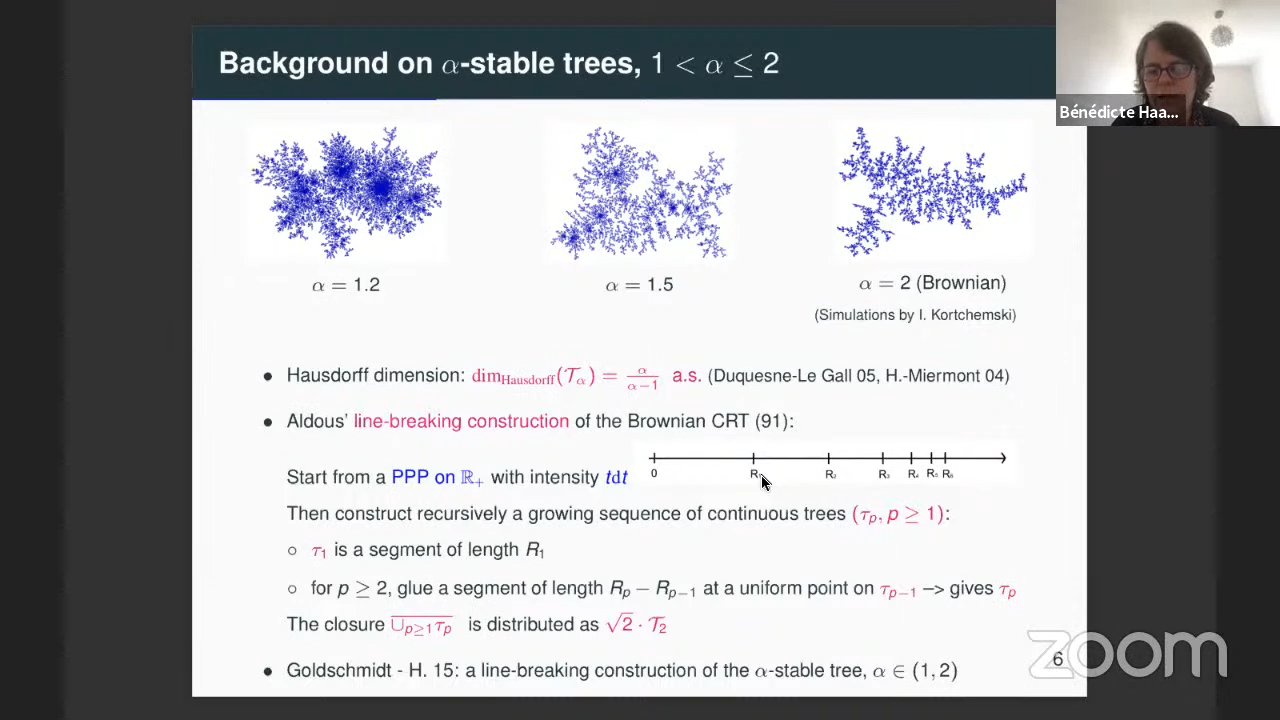 Background on α-stable trees, 1 < α ≤ 2
Bénédicte Haa...
α = 1.2
α = 1.5
α = 2 (Brownian)
(Simulations by I. Kortchemski)
• Hausdorff dimension: dim_Hausdorff(𝒯_α) = α/(α−1) a.s. (Duquesne-Le Gall 05, H.-Miermont 04)
• Aldous' line-breaking construction of the Brownian CRT (91):
Start from a PPP on ℝ₊ with intensity tdt
0 R R₂ R₃ R₄ R₅ R₆
Then construct recursively a growing sequence of continuous trees (τ_p, p ≥ 1):
○ τ₁ is a segment of length R₁
○ for p ≥ 2, glue a segment of length R_p − R_{p−1} at a uniform point on τ_{p−1} –> gives τ_p
The closure \overline{∪_{p≥1} τ_p} is distributed as √2 · 𝒯₂
• Goldschmidt - H. 15: a line-breaking construction of the α-stable tree, α ∈ (1, 2)
6
zoom